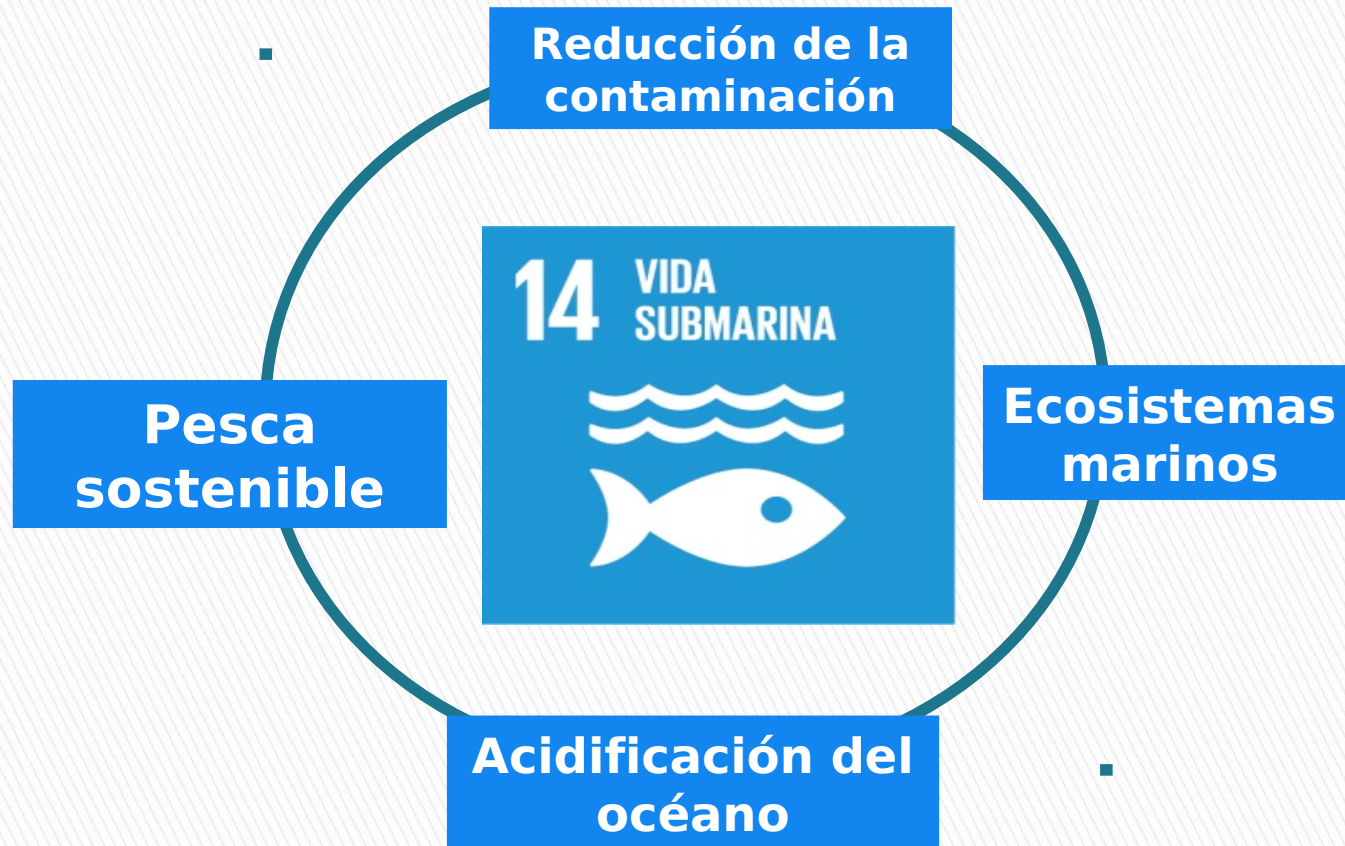 Reducción de la
contaminación
14 VIDA
SUBMARINA
Pesca
sostenible
Ecosistemas
marinos
Acidificación del
océano